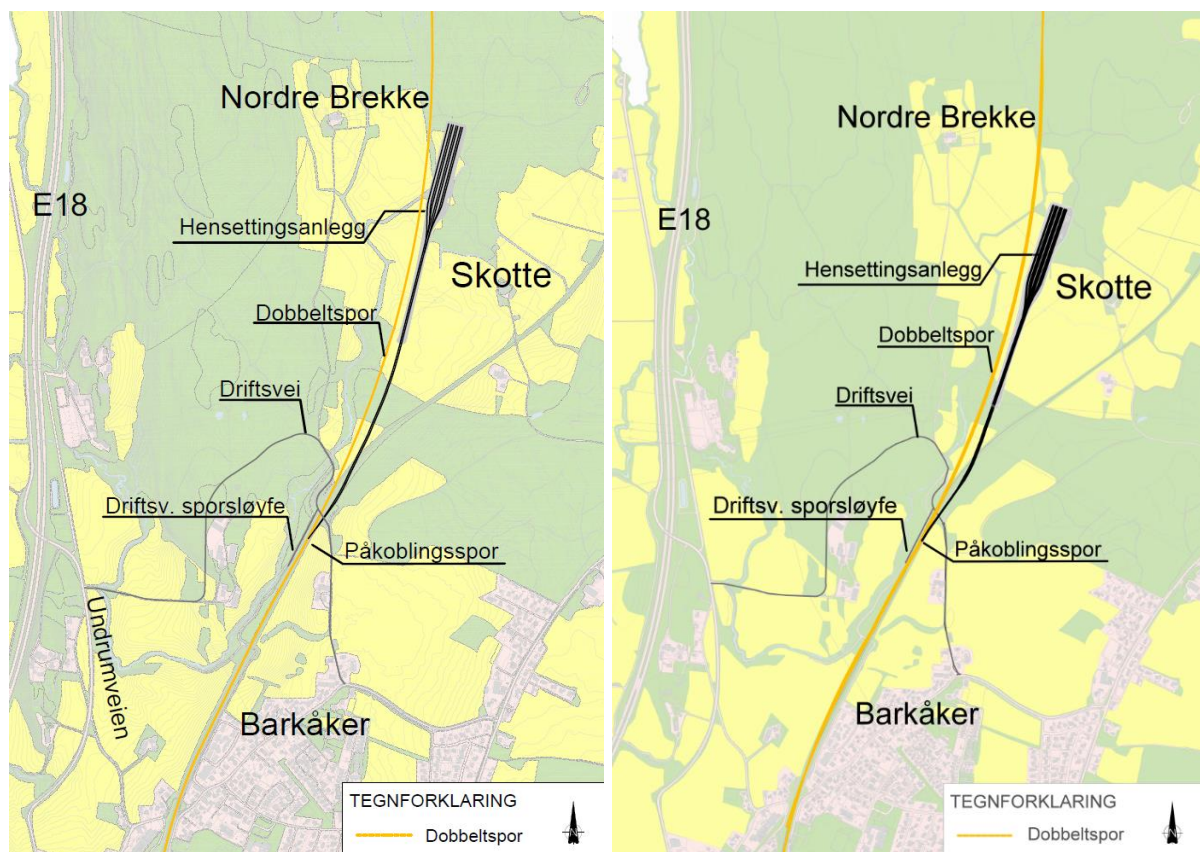 Nordre Brekke
E18
Hensettingsanlegg
Skotte
Dobbeltspor
Driftsvei
Driftsv. sporsløyfe
Påkoblingsspor
Undrumveien
Barkåker
TEGNFORKLARING
Dobbeltspor
N
Nordre Brekke
E18
Hensettingsanlegg
Skotte
Dobbeltspor
Driftsvei
Driftsv. sporsløyfe
Påkoblingsspor
Barkåker
TEGNFORKLARING
Dobbeltspor
N